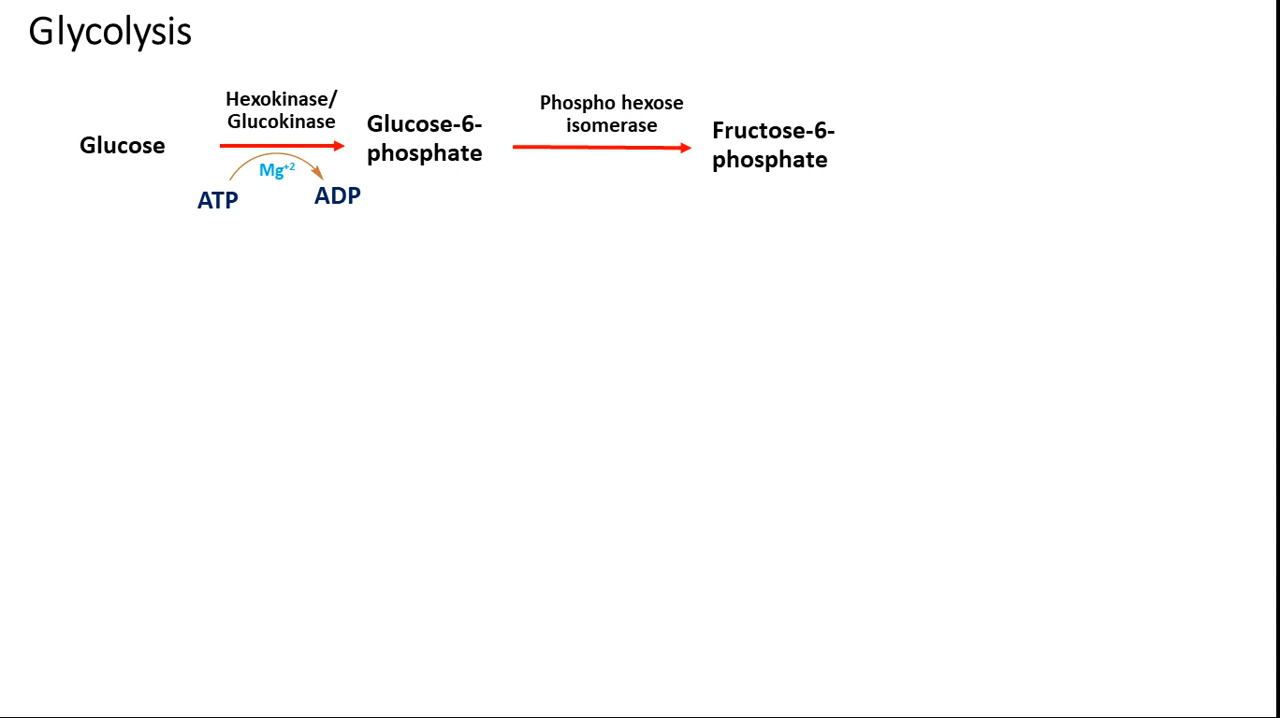 Glycolysis
Hexokinase/
Glucokinase
Glucose
Mg+2
ATP
ADP
Glucose-6-
phosphate
Phospho hexose
isomerase
Fructose-6-
phosphate